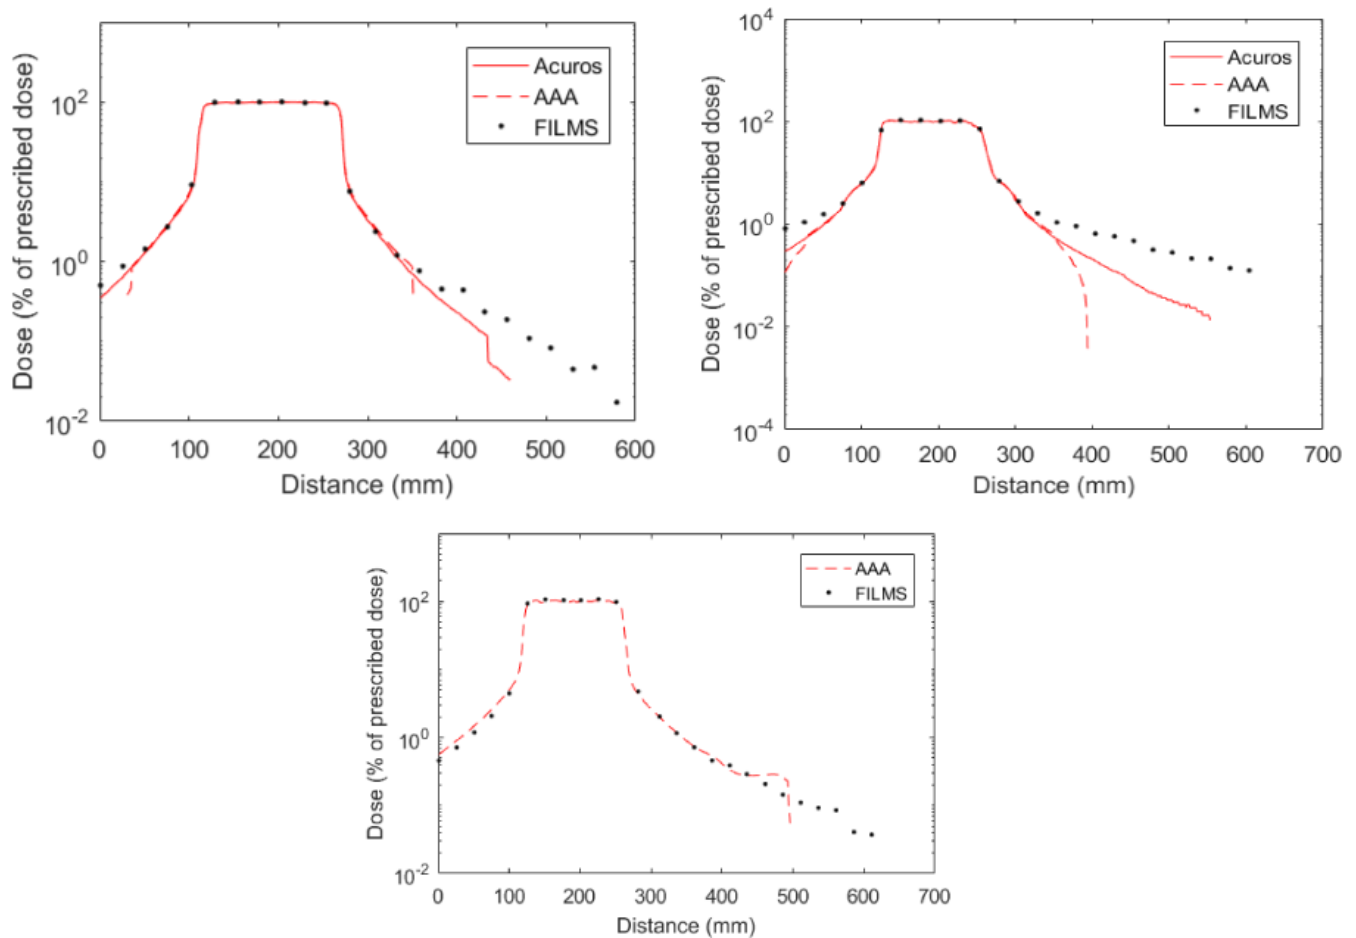 Dose (% of prescribed dose)
10^2
10^0
10^-2
0 100 200 300 400 500 600
Distance (mm)
Acuros
AAA
FILMS
Dose (% of prescribed dose)
10^4
10^2
10^0
10^-2
10^-4
0 100 200 300 400 500 600 700
Distance (mm)
Acuros
AAA
FILMS
Dose (% of prescribed dose)
10^2
10^0
10^-2
0 100 200 300 400 500 600 700
Distance (mm)
AAA
FILMS